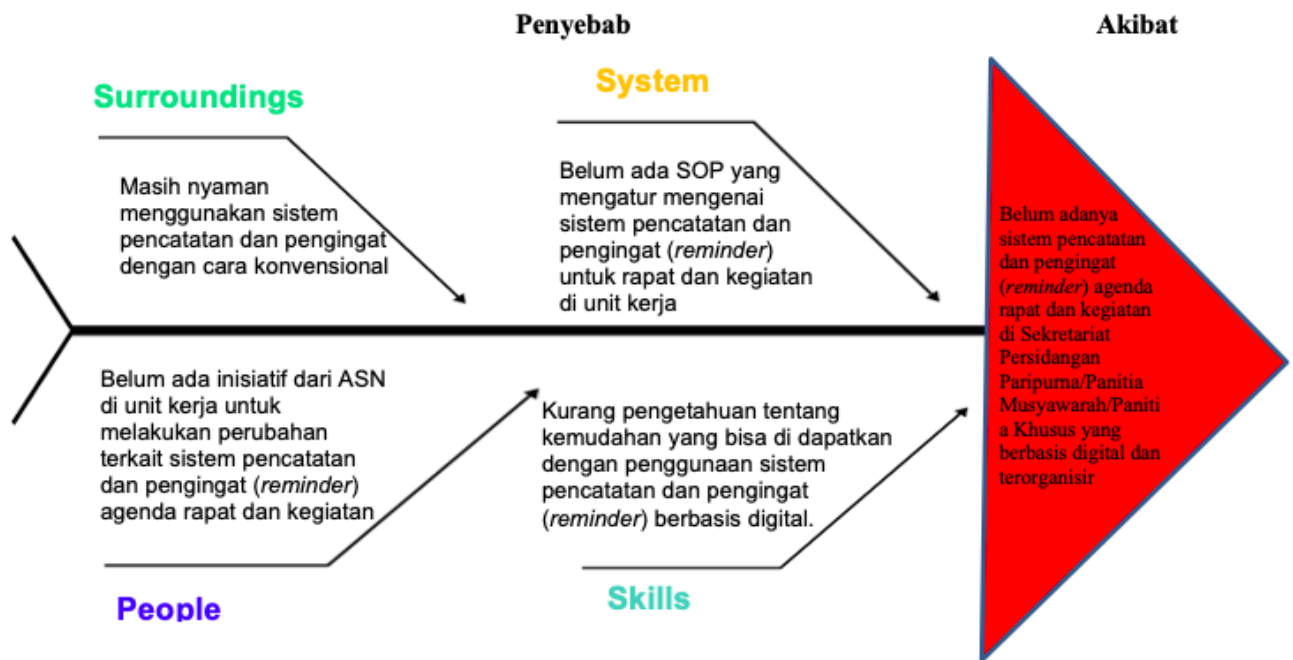 Penyebab
Akibat
Surroundings
Masih nyaman
menggunakan sistem
pencatatan dan pengingat
dengan cara konvensional
System
Belum ada SOP yang
mengatur mengenai
sistem pencatatan dan
pengingat (reminder)
untuk rapat dan kegiatan
di unit kerja
Belum ada inisiatif dari ASN
di unit kerja untuk
melakukan perubahan
terkait sistem pencatatan
dan pengingat (reminder)
agenda rapat dan kegiatan
People
Kurang pengetahuan tentang
kemudahan yang bisa di dapatkan
dengan penggunaan sistem
pencatatan dan pengingat
(reminder) berbasis digital.
Skills
Belum adanya
sistem pencatatan
dan pengingat
(reminder) agenda
rapat dan kegiatan
di Sekretariat
Persidangan
Paripurna/Panitia
Musyawarah/Paniti
a Khusus yang
berbasis digital dan
terorganisir